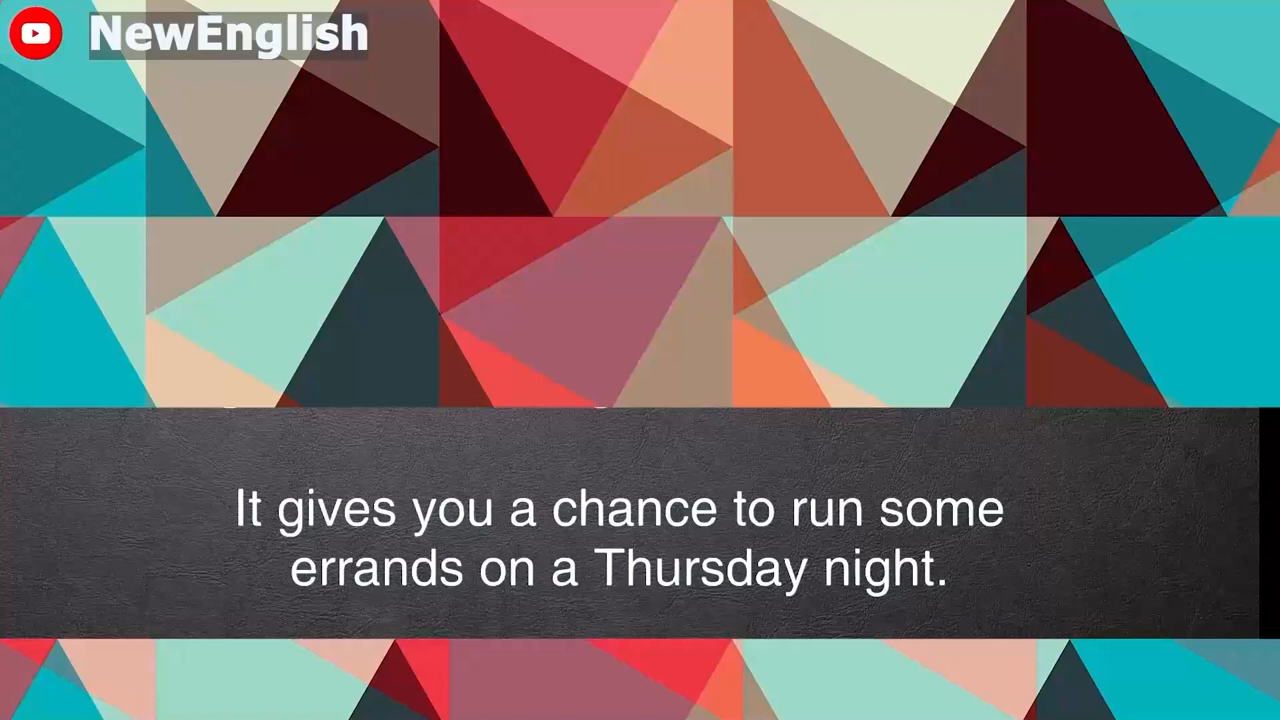 NewEnglish
It gives you a chance to run some
errands on a Thursday night.